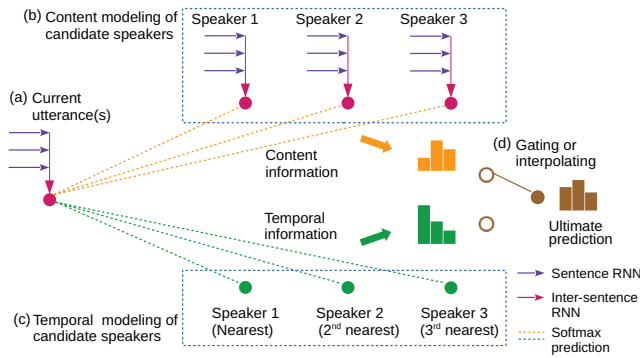 (b) Content modeling of
candidate speakers
Speaker 1
Speaker 2
Speaker 3
(a) Current
utterance(s)
Content
information
(d) Gating or
interpolating
Temporal
information
Ultimate
prediction
(c) Temporal modeling of
candidate speakers
Speaker 1
(Nearest)
Speaker 2
(2nd nearest)
Speaker 3
(3rd nearest)
Sentence RNN
Inter-sentence
RNN
Softmax
prediction